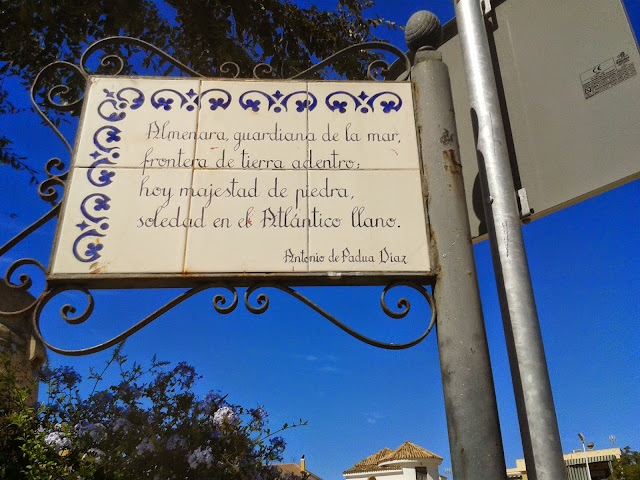 Almenara, guardiana de la mar,
frontera de tierra adentro;
hoy majestad de piedra,
soledad en el Atlántico llano.
Antonio de Padua Díaz
CE